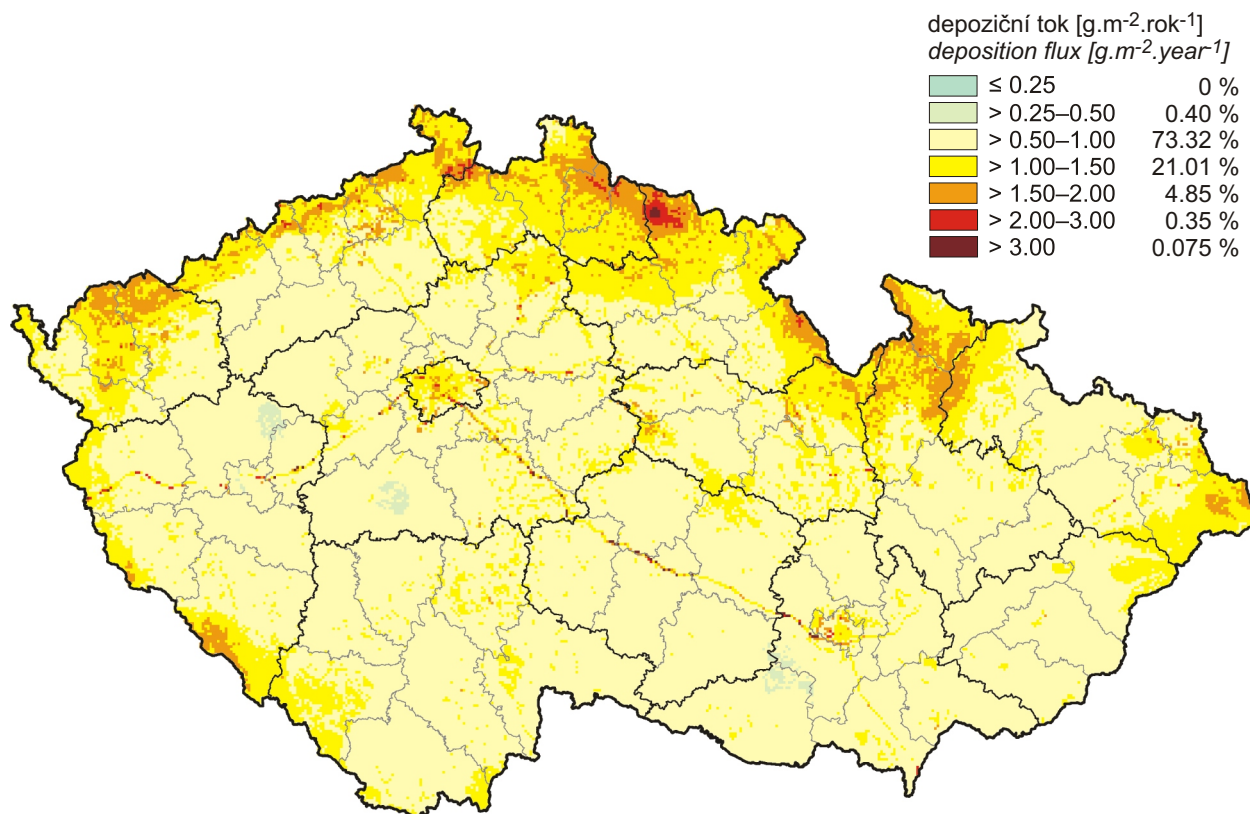 depoziční tok [g.m-2.rok-1]
deposition flux [g.m-2.year-1]
≤ 0.25 0 %
> 0.25–0.50 0.40 %
> 0.50–1.00 73.32 %
> 1.00–1.50 21.01 %
> 1.50–2.00 4.85 %
> 2.00–3.00 0.35 %
> 3.00 0.075 %